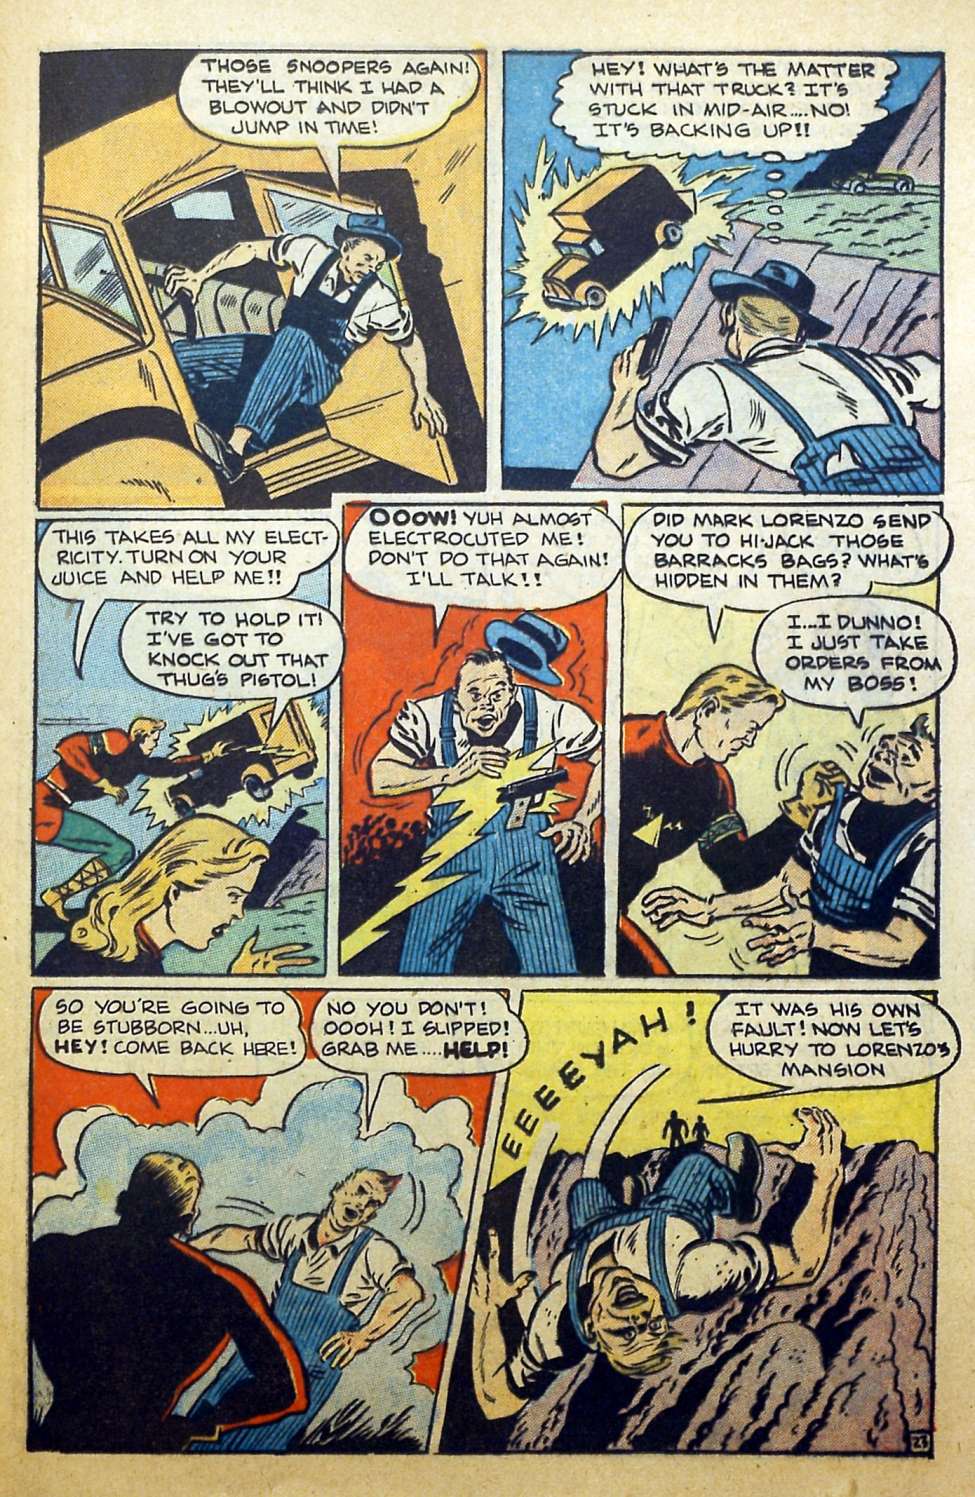 THOSE SNOOPERS AGAIN!
THEY'LL THINK I HAD A
BLOWOUT AND DIDN'T
JUMP IN TIME!
HEY! WHAT'S THE MATTER
WITH THAT TRUCK? IT'S
STUCK IN MID-AIR....NO!
IT'S BACKING UP!!
THIS TAKES ALL MY ELECT-
RICITY. TURN ON YOUR
JUICE AND HELP ME!!
TRY TO HOLD IT!
I'VE GOT TO
KNOCK OUT THAT
THUG'S PISTOL!
OOOW! YUH ALMOST
ELECTROCUTED ME!
DON'T DO THAT AGAIN!
I'LL TALK!!
DID MARK LORENZO SEND
YOU TO HI-JACK THOSE
BARRACKS BAGS? WHAT'S
HIDDEN IN THEM?
I...I DUNNO!
I JUST TAKE
ORDERS FROM
MY BOSS!
SO YOU'RE GOING TO
BE STUBBORN...UH,
HEY! COME BACK HERE!
NO YOU DON'T!
OOOH! I SLIPPED!
GRAB ME....HELP!
EEEEEYAH!
IT WAS HIS OWN
FAULT! NOW LET'S
HURRY TO LORENZO'S
MANSION
23